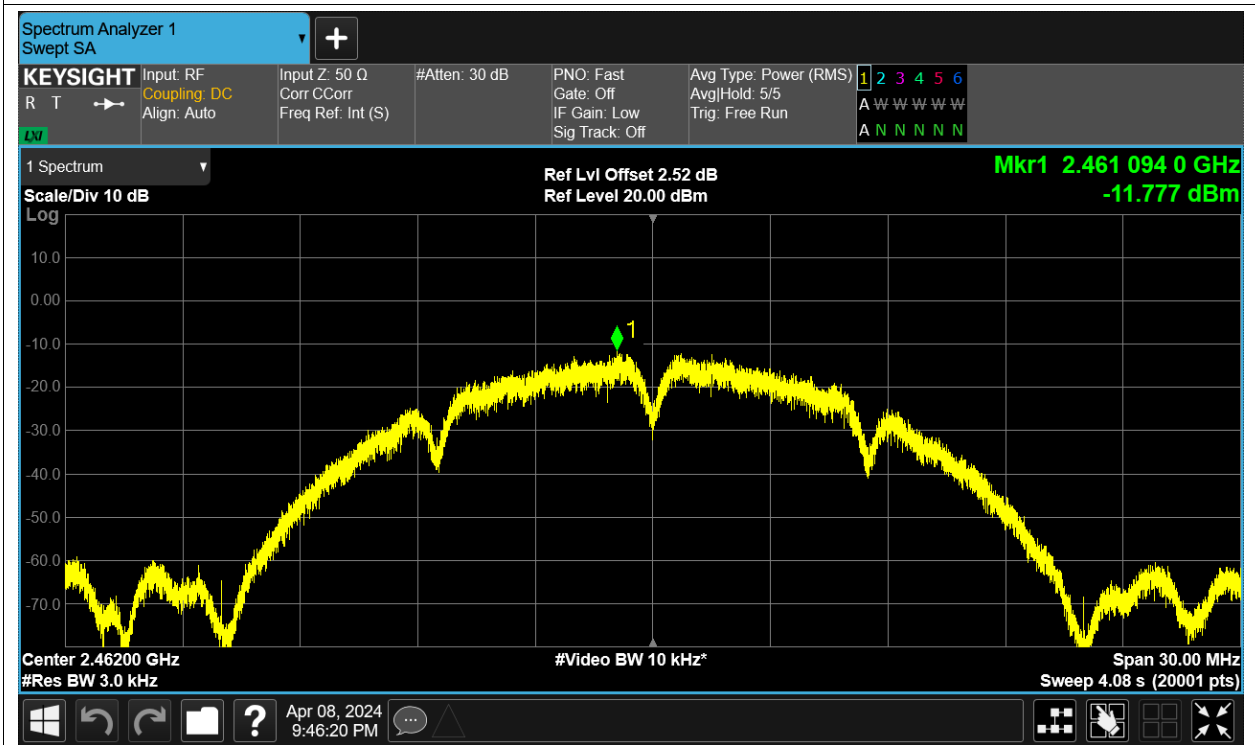 Spectrum Analyzer 1
Swept SA
KEYSIGHT
R T
LXI
Input: RF
Coupling: DC
Align: Auto
Input Z: 50 Ω
Corr CCorr
Freq Ref: Int (S)
#Atten: 30 dB
PNO: Fast
Gate: Off
IF Gain: Low
Sig Track: Off
Avg Type: Power (RMS)
Avg|Hold: 5/5
Trig: Free Run
1 2 3 4 5 6
A W W W W W
A N N N N N
1 Spectrum
Scale/Div 10 dB
Log
Ref Lvl Offset 2.52 dB
Ref Level 20.00 dBm
Mkr1 2.461 094 0 GHz
-11.777 dBm
10.0
0.00
-10.0
-20.0
-30.0
-40.0
-50.0
-60.0
-70.0
1
Center 2.46200 GHz
#Res BW 3.0 kHz
#Video BW 10 kHz*
Span 30.00 MHz
Sweep 4.08 s (20001 pts)
?
Apr 08, 2024
9:46:20 PM